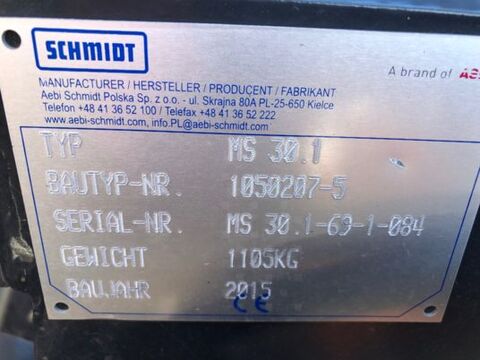 SCHMIDT
A brand of
MANUFACTURER / HERSTELLER / PRODUCENT / FABRIKANT
Aebi Schmidt Polska Sp. z o.o. - ul. Skrajna 80A PL-25-650 Kielce
Telefon +48 41 36 52 100 / Telefax +48 41 36 52 222
www.aebi-schmidt.com, info.PL@aebi-schmidt.com
TYP MS 30.1
BAUTYP-NR. 1050207-5
SERIAL-NR. MS 30.1-69-1-084
GEWICHT 1105KG
BAUJAHR 2015
CE